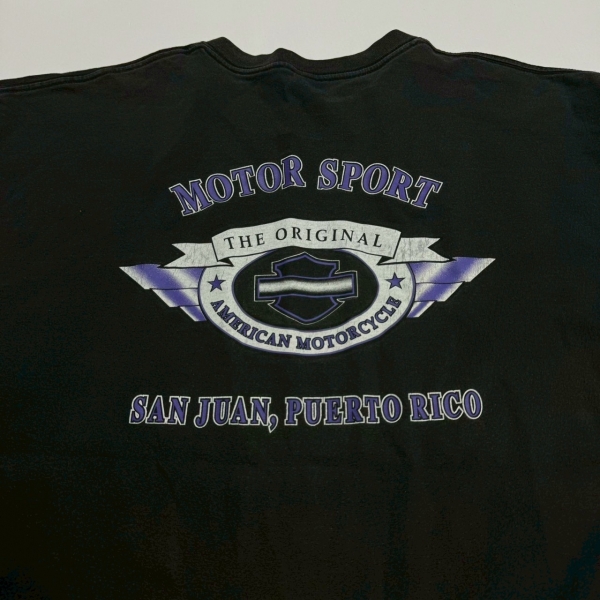 MOTOR SPORT
THE ORIGINAL
AMERICAN MOTORCYCLE
SAN JUAN, PUERTO RICO